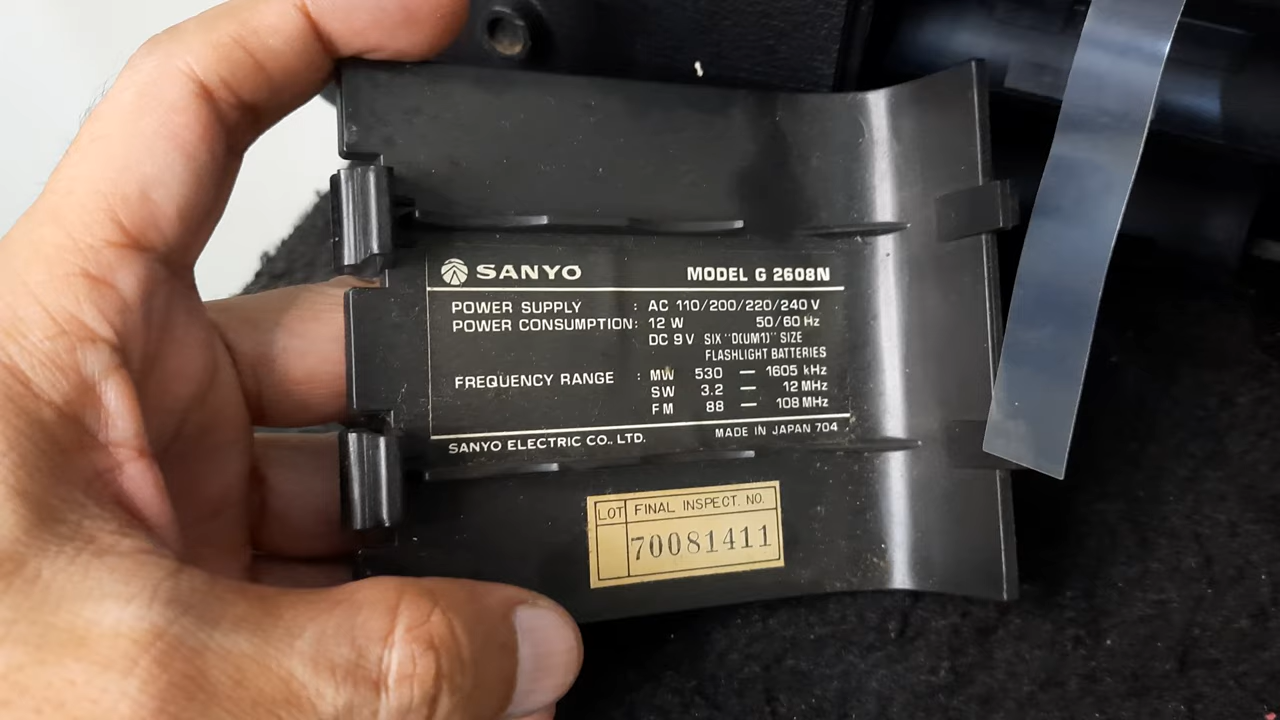 SANYO MODEL G 2608N
POWER SUPPLY : AC 110/200/220/240 V
POWER CONSUMPTION: 12 W 50/60 Hz
DC 9 V SIX "D(UM1)" SIZE
FLASHLIGHT BATTERIES
FREQUENCY RANGE : MW 530 — 1605 kHz
SW 3.2 — 12 MHz
FM 88 — 108 MHz
SANYO ELECTRIC CO., LTD. MADE IN JAPAN 704
LOT FINAL INSPECT. NO.
70081411